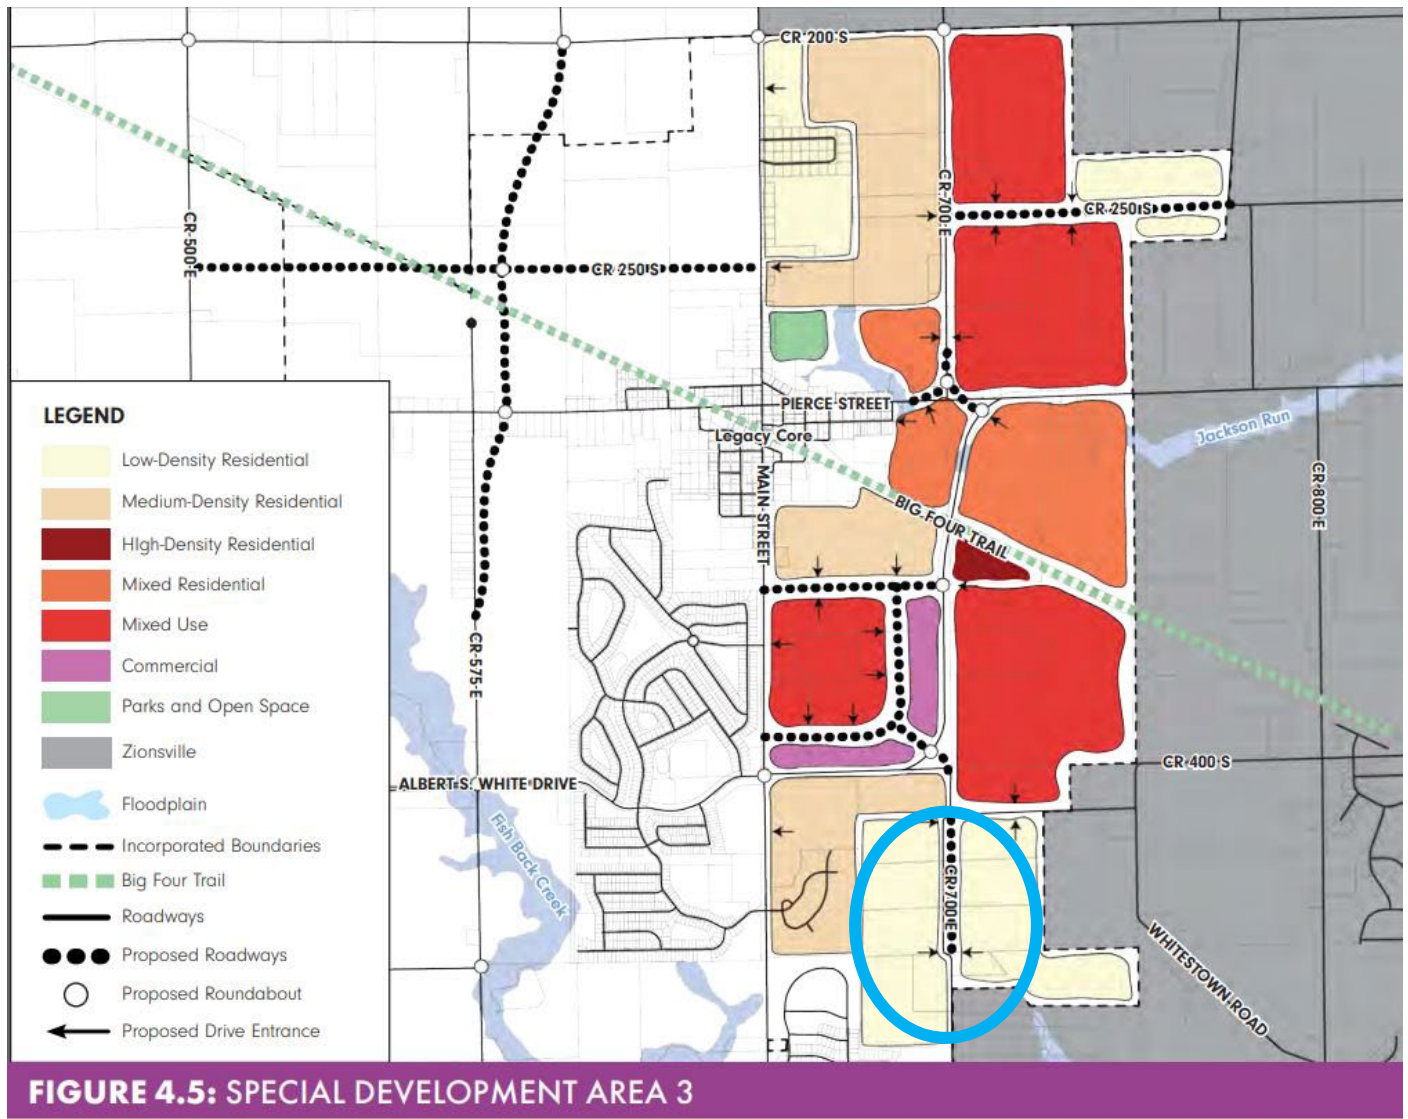 CR 200 S
CR 700 E
CR 250 S
CR 500 E
CR 250 S
PIERCE STREET
Legacy Core
MAIN STREET
BIG FOUR TRAIL
Jackson Run
CR 800 E
CR 575 E
ALBERT S. WHITE DRIVE
Fish Back Creek
CR 400 S
CR 700 E
WHITESTOWN ROAD
LEGEND
Low-Density Residential
Medium-Density Residential
HIgh-Density Residential
Mixed Residential
Mixed Use
Commercial
Parks and Open Space
Zionsville
Floodplain
Incorporated Boundaries
Big Four Trail
Roadways
Proposed Roadways
Proposed Roundabout
Proposed Drive Entrance
FIGURE 4.5: SPECIAL DEVELOPMENT AREA 3